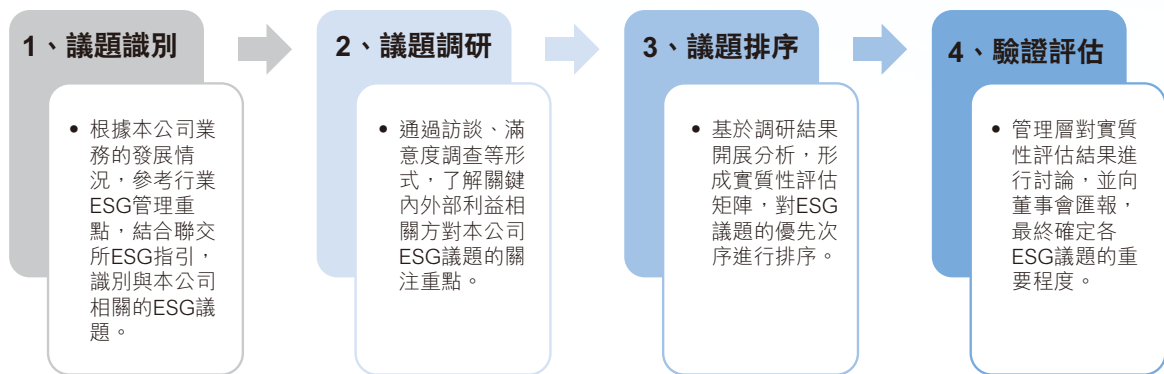 1、議題識別
• 根據本公司業
務的發展情
況，參考行業
ESG管理重
點，結合聯交
所ESG指引，
識別與本公司
相關的ESG議
題。
2、議題調研
• 通過訪談、滿
意度調查等形
式，了解關鍵
內外部利益相
關方對本公司
ESG議題的關
注重點。
3、議題排序
• 基於調研結果
開展分析，形
成實質性評估
矩陣，對ESG
議題的優先次
序進行排序。
4、驗證評估
• 管理層對實質
性評估結果進
行討論，並向
董事會匯報，
最終確定各
ESG議題的重
要程度。